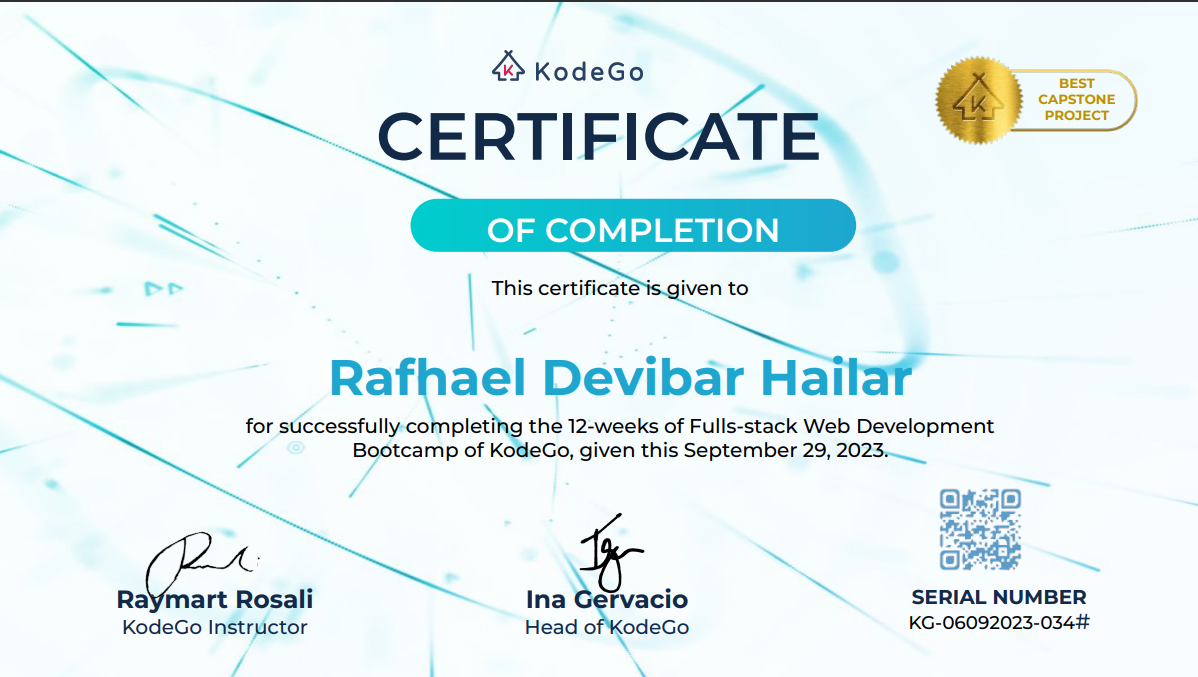 KodeGo
BEST
CAPSTONE
PROJECT
CERTIFICATE
OF COMPLETION
This certificate is given to
Rafhael Devibar Hailar
for successfully completing the 12-weeks of Fulls-stack Web Development
Bootcamp of KodeGo, given this September 29, 2023.
Raymart Rosali
KodeGo Instructor
Ina Gervacio
Head of KodeGo
SERIAL NUMBER
KG-06092023-034#